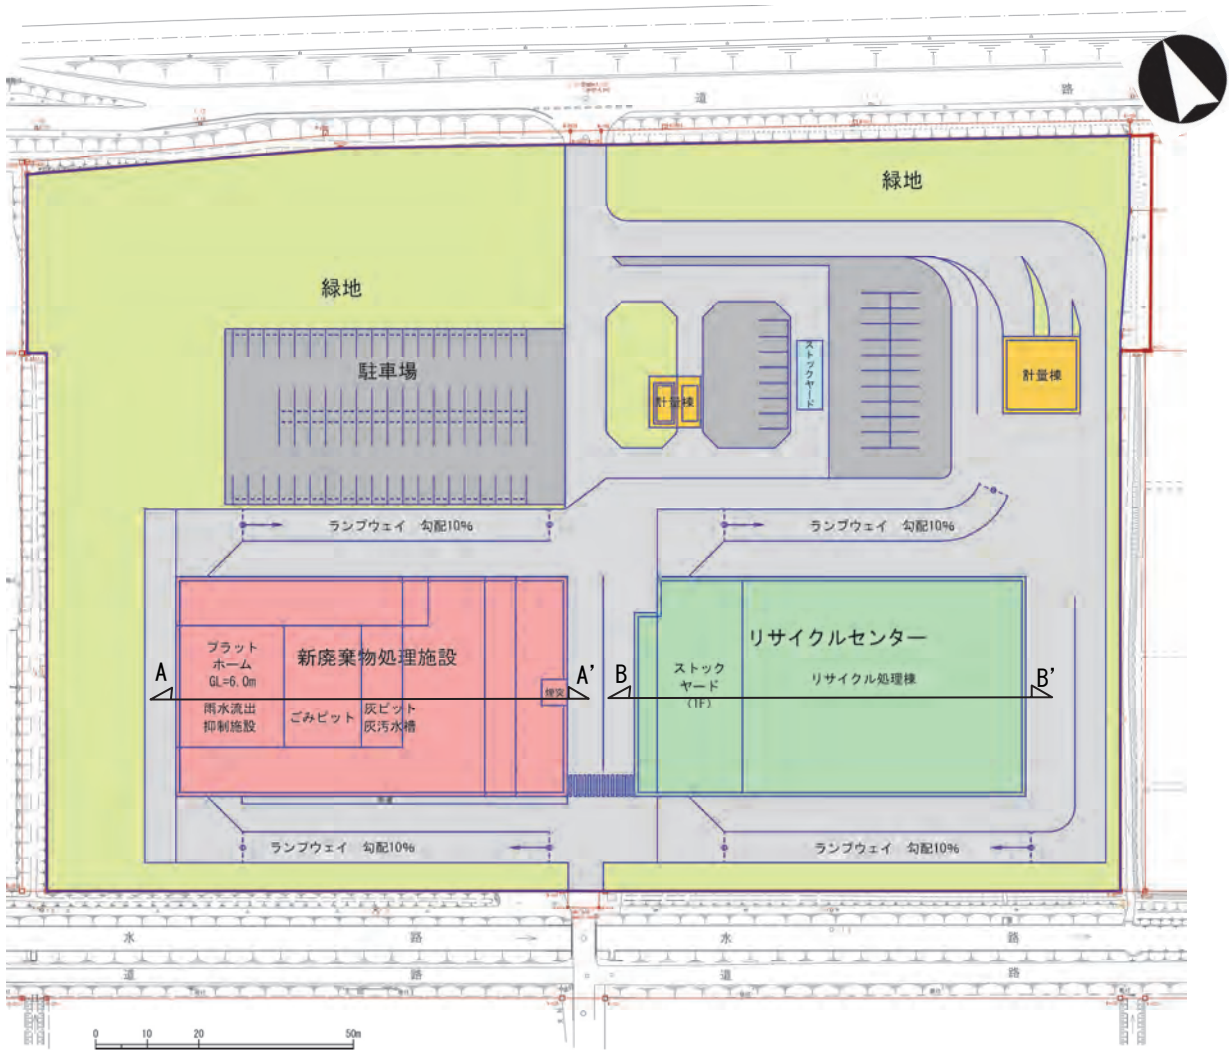 道　路
緑地
緑地
駐車場
計量棟
ストックヤード
計量棟
ランプウェイ　勾配10%
ランプウェイ　勾配10%
プラット
ホーム
GL=6.0m
雨水流出
抑制施設
新廃棄物処理施設
ごみピット
灰ピット
灰汚水槽
煙突
A
A'
B
B'
リサイクルセンター
ストック
ヤード
(1F)
リサイクル処理棟
ランプウェイ　勾配10%
ランプウェイ　勾配10%
水　路
水　路
道　路
道　路
0 10 20 50m